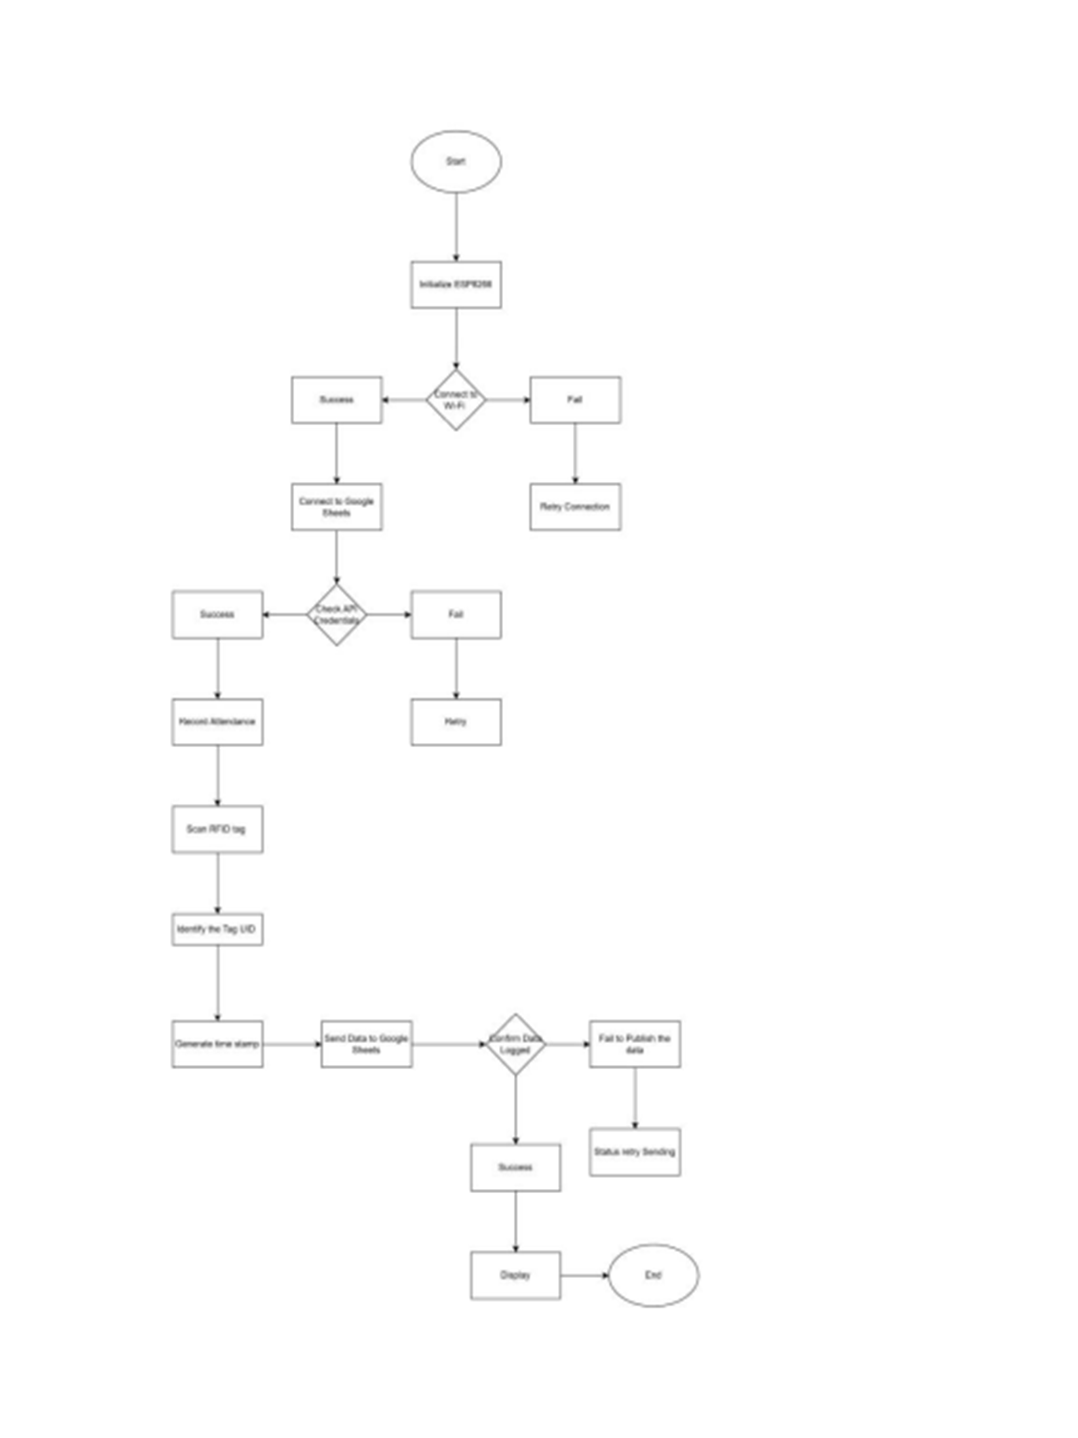 Start
Initialize ESP8266
Connect to
Wi-Fi
Success
Fail
Connect to Google
Sheets
Retry Connection
Check API
Credentials
Success
Fail
Record Attendance
Retry
Scan RFID tag
Identify the Tag UID
Generate time stamp
Send Data to Google
Sheets
Confirm Data
Logged
Fail to Publish the
data
Status retry Sending
Success
Display
End